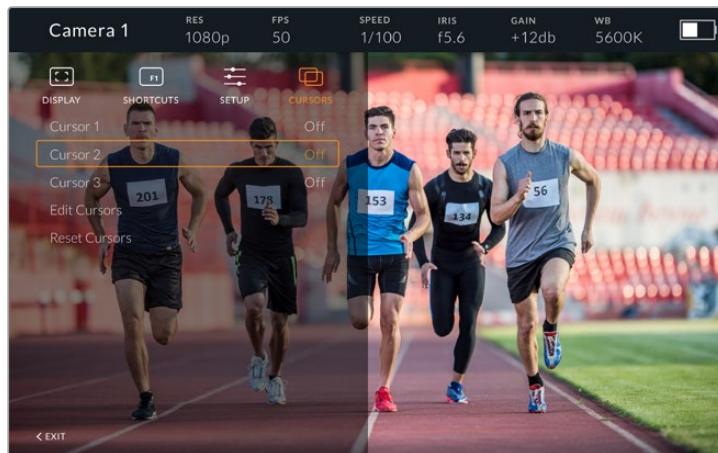 Camera 1
RES
1080p
FPS
50
SPEED
1/100
IRIS
f5.6
GAIN
+12db
WB
5600K
F1
DISPLAY SHORTCUTS SETUP CURSORS
Cursor 1 Off
Cursor 2 Off
Cursor 3 Off
Edit Cursors
Reset Cursors
201
178
153
134
56
< EXIT